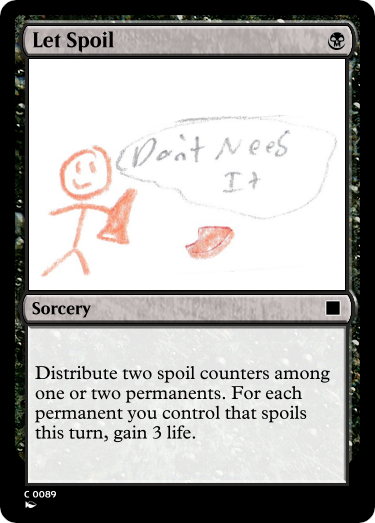 Let Spoil
Don't Need
It
Sorcery
Distribute two spoil counters among
one or two permanents. For each
permanent you control that spoils
this turn, gain 3 life.
C 0089